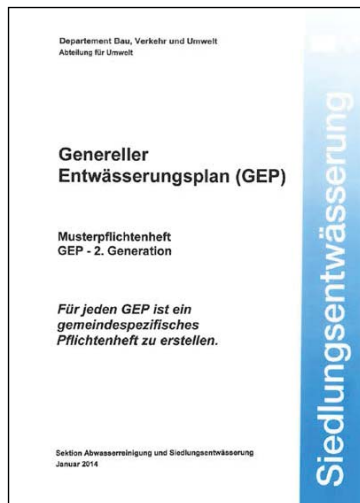 Departement Bau, Verkehr und Umwelt
Abteilung für Umwelt
Genereller
Entwässerungsplan (GEP)
Musterpflichtenheft
GEP - 2. Generation
Für jeden GEP ist ein
gemeindespezifisches
Pflichtenheft zu erstellen.
Sektion Abwasserreinigung und Siedlungsentwässerung
Januar 2014
Siedlungsentwässerung